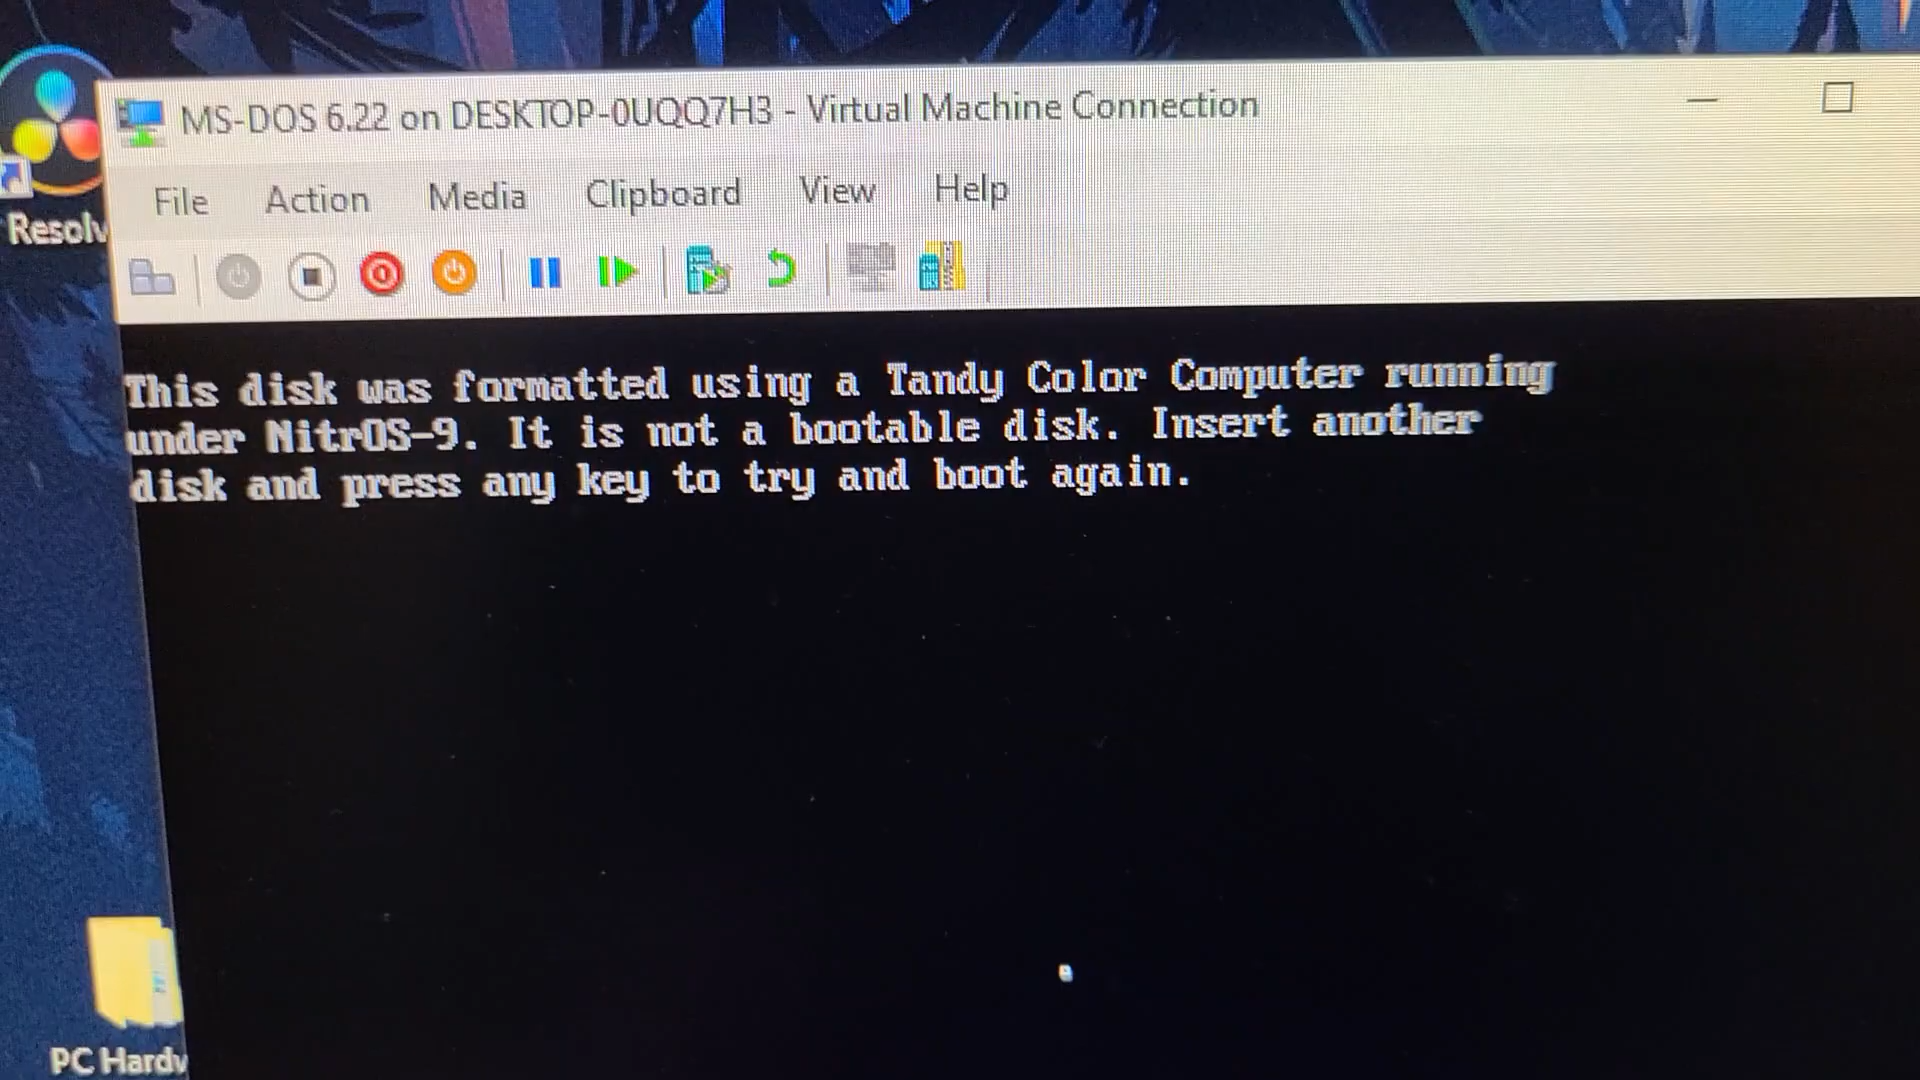 MS-DOS 6.22 on DESKTOP-0UQQ7H3 - Virtual Machine Connection
Resolv
File Action Media Clipboard View Help
This disk was formatted using a Tandy Color Computer running
under NitrOS-9. It is not a bootable disk. Insert another
disk and press any key to try and boot again.
PC Hardw